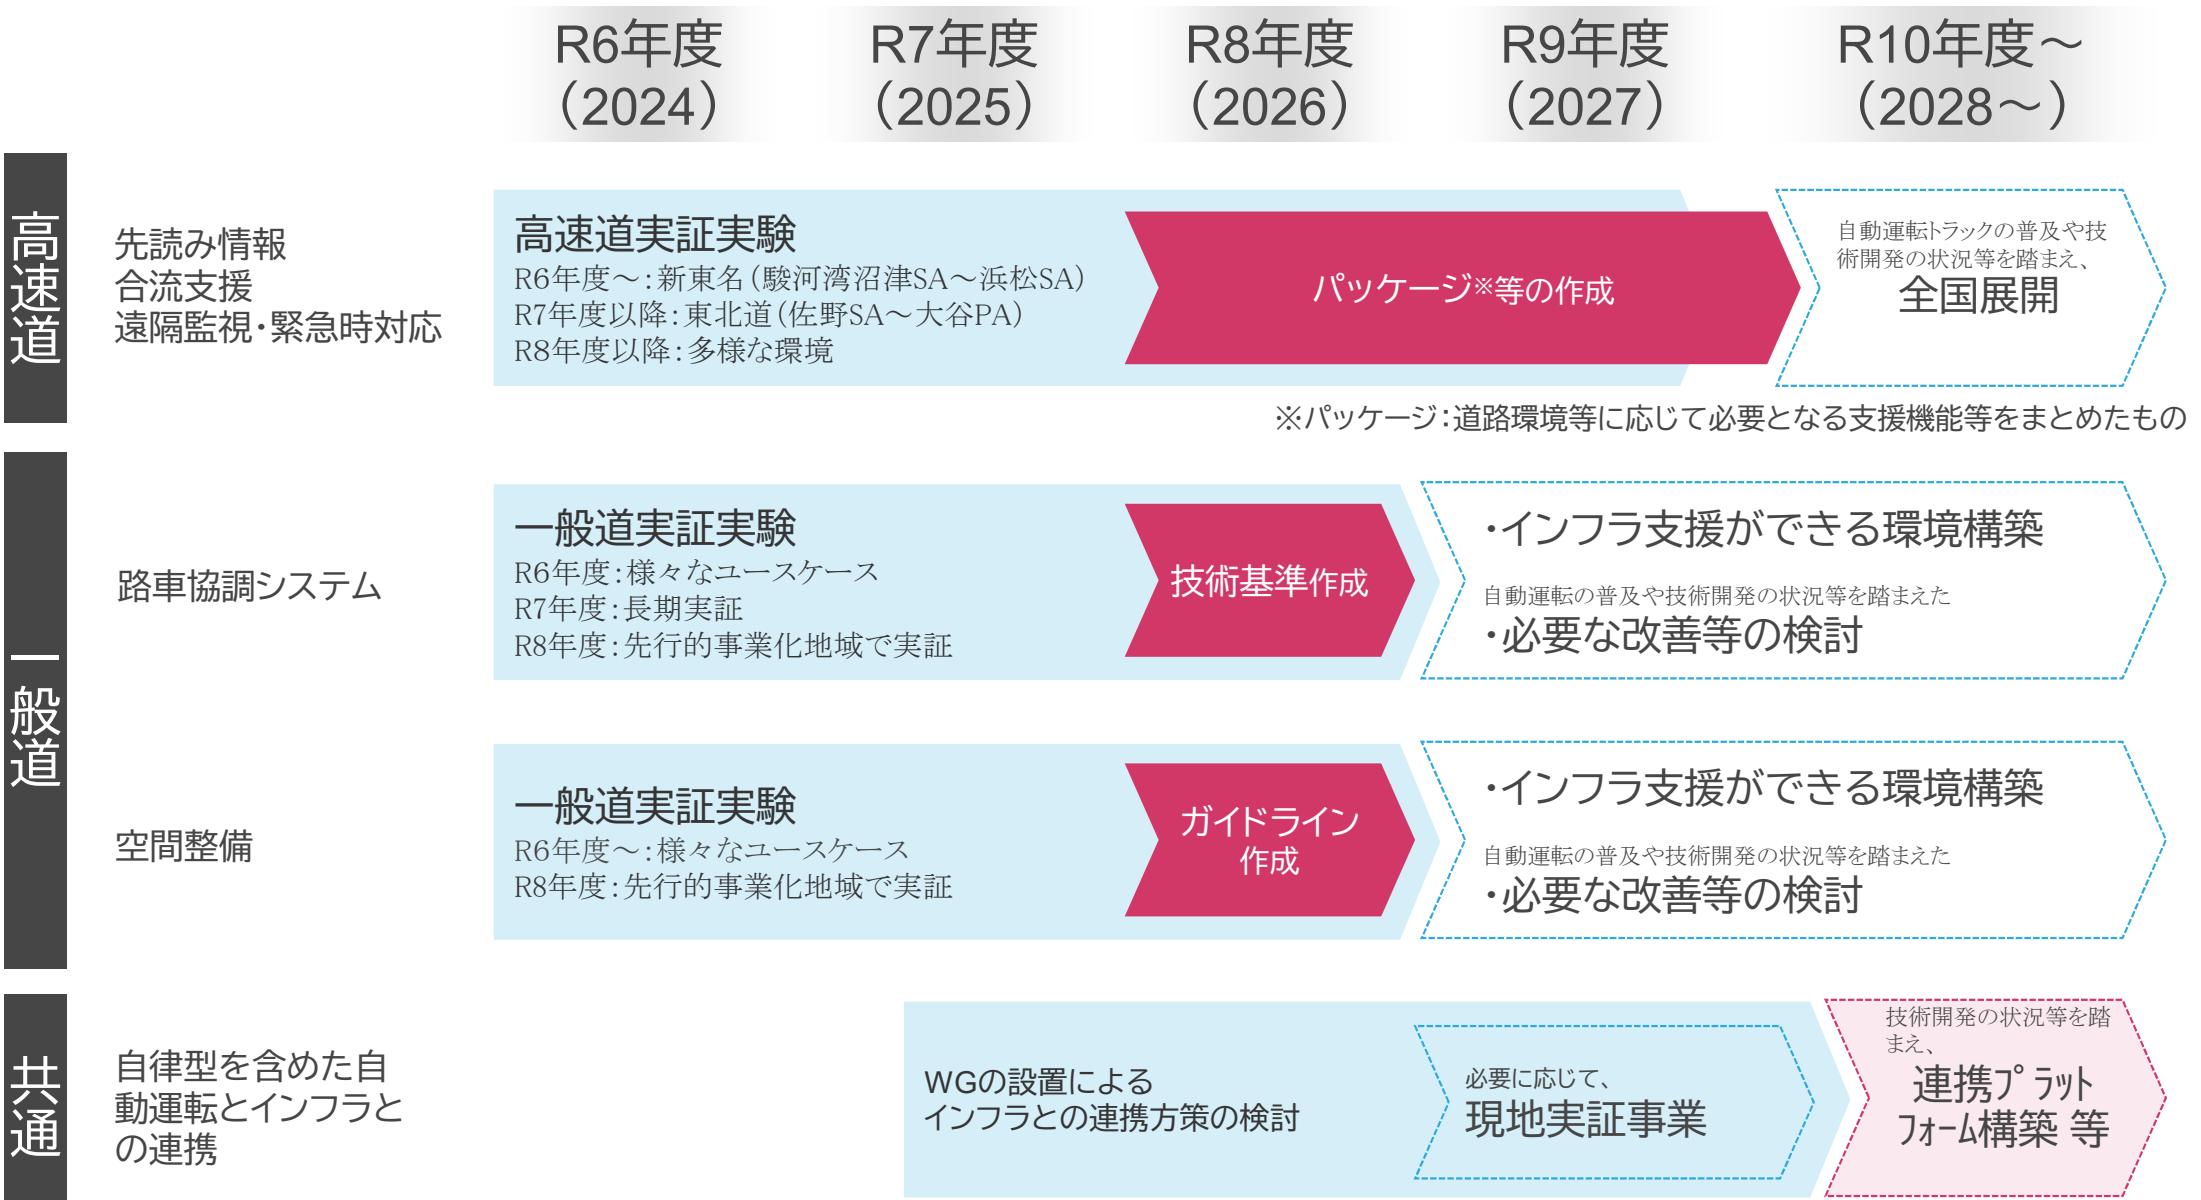 R6年度
（2024）
R7年度
（2025）
R8年度
（2026）
R9年度
（2027）
R10年度～
（2028～）
高速道
先読み情報
合流支援
遠隔監視・緊急時対応
高速道実証実験
R6年度～：新東名（駿河湾沼津SA～浜松SA）
R7年度以降：東北道（佐野SA～大谷PA）
R8年度以降：多様な環境
パッケージ※等の作成
自動運転トラックの普及や技
術開発の状況等を踏まえ、
全国展開
※パッケージ：道路環境等に応じて必要となる支援機能等をまとめたもの
一般道
路車協調システム
一般道実証実験
R6年度：様々なユースケース
R7年度：長期実証
R8年度：先行的事業化地域で実証
技術基準作成
・インフラ支援ができる環境構築
自動運転の普及や技術開発の状況等を踏まえた
・必要な改善等の検討
空間整備
一般道実証実験
R6年度～：様々なユースケース
R8年度：先行的事業化地域で実証
ガイドライン
作成
・インフラ支援ができる環境構築
自動運転の普及や技術開発の状況等を踏まえた
・必要な改善等の検討
共通
自律型を含めた自
動運転とインフラと
の連携
WGの設置による
インフラとの連携方策の検討
必要に応じて、
現地実証事業
技術開発の状況等を踏
まえ、
連携ﾌﾟﾗｯﾄ
ﾌｫｰﾑ構築 等